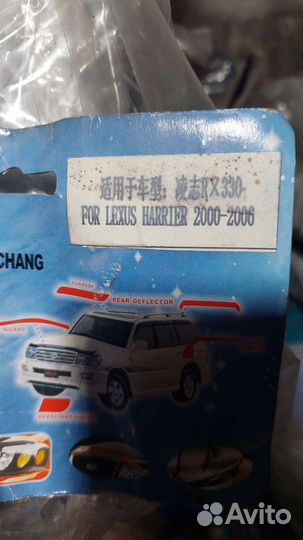 适用于车型：凌志RX330
FOR LEXUS HARRIER 2000-2006
CHANG
SUNROOF
REAR DEFLECTOR
GUARD
HEADLIGHT
Avito